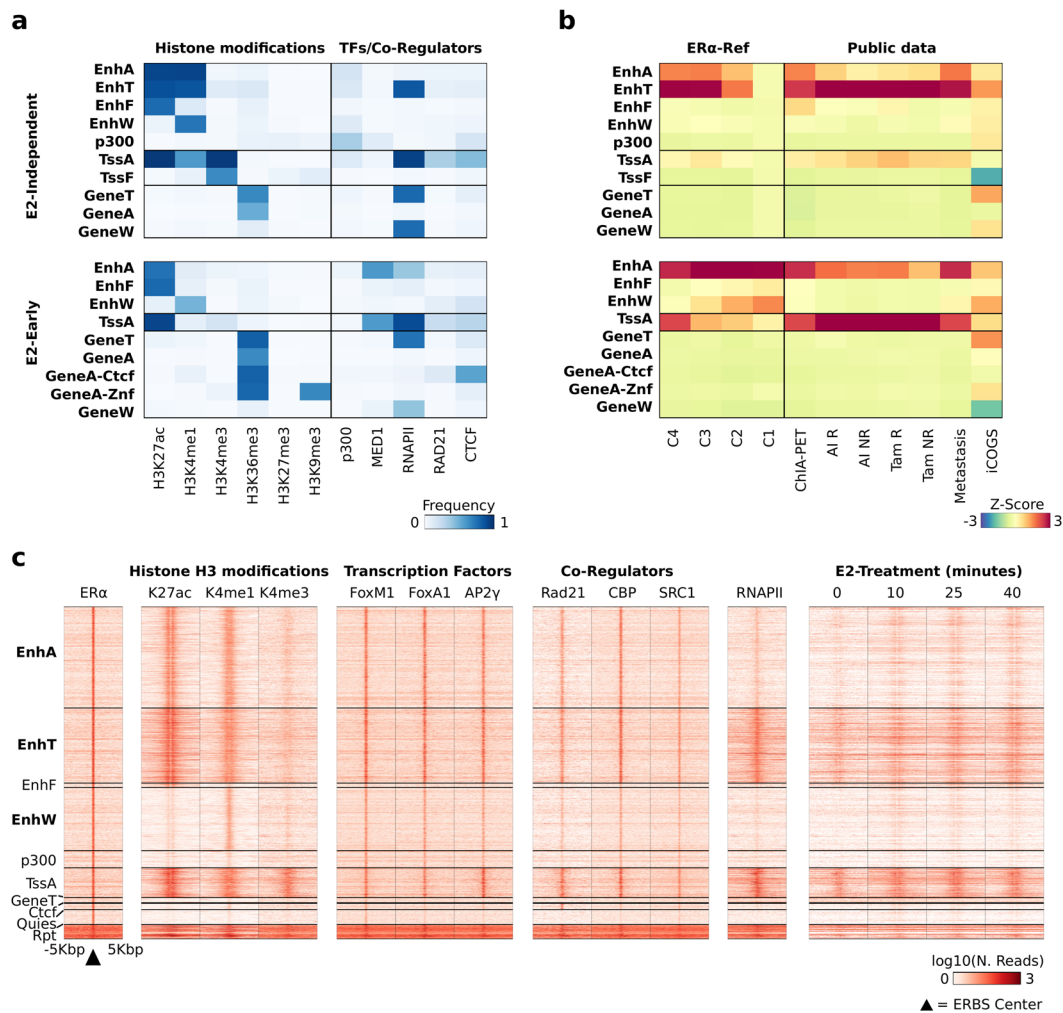 a
Histone modifications TFs/Co-Regulators
E2-Independent
EnhA
EnhT
EnhF
EnhW
p300
TssA
TssF
GeneT
GeneA
GeneW
E2-Early
EnhA
EnhF
EnhW
TssA
GeneT
GeneA
GeneA-Ctcf
GeneA-Znf
GeneW
H3K27ac
H3K4me1
H3K4me3
H3K36me3
H3K27me3
H3K9me3
p300
MED1
RNAPII
RAD21
CTCF
Frequency
0 1
b
ERα-Ref Public data
EnhA
EnhT
EnhF
EnhW
p300
TssA
TssF
GeneT
GeneA
GeneW
EnhA
EnhF
EnhW
TssA
GeneT
GeneA
GeneA-Ctcf
GeneA-Znf
GeneW
C4
C3
C2
C1
ChIA-PET
AI R
AI NR
Tam R
Tam NR
Metastasis
iCOGS
Z-Score
-3 3
c
Histone H3 modifications Transcription Factors Co-Regulators E2-Treatment (minutes)
ERα K27ac K4me1 K4me3 FoxM1 FoxA1 AP2γ Rad21 CBP SRC1 RNAPII 0 10 25 40
EnhA
EnhT
EnhF
EnhW
p300
TssA
GeneT
Ctcf
Quies
Rpt
-5Kbp 5Kbp
log10(N. Reads)
0 3
▲ = ERBS Center